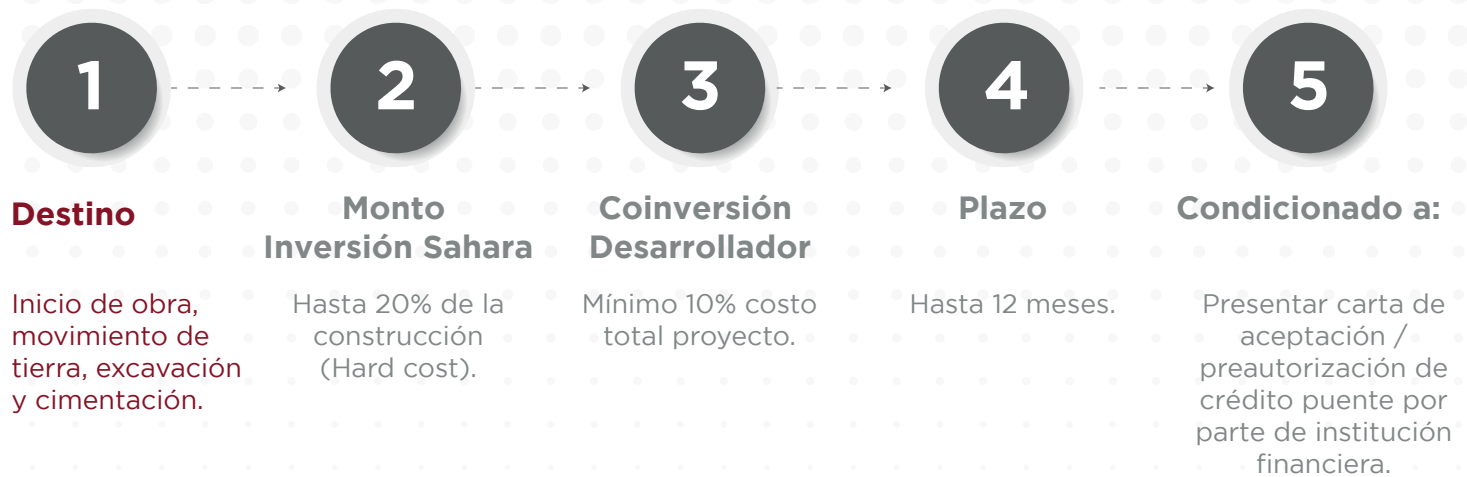 1
2
3
4
5
Destino
Inicio de obra,
movimiento de
tierra, excavación
y cimentación.
Monto
Inversión Sahara
Hasta 20% de la
construcción
(Hard cost).
Coinversión
Desarrollador
Mínimo 10% costo
total proyecto.
Plazo
Hasta 12 meses.
Condicionado a:
Presentar carta de
aceptación /
preautorización de
crédito puente por
parte de institución
financiera.